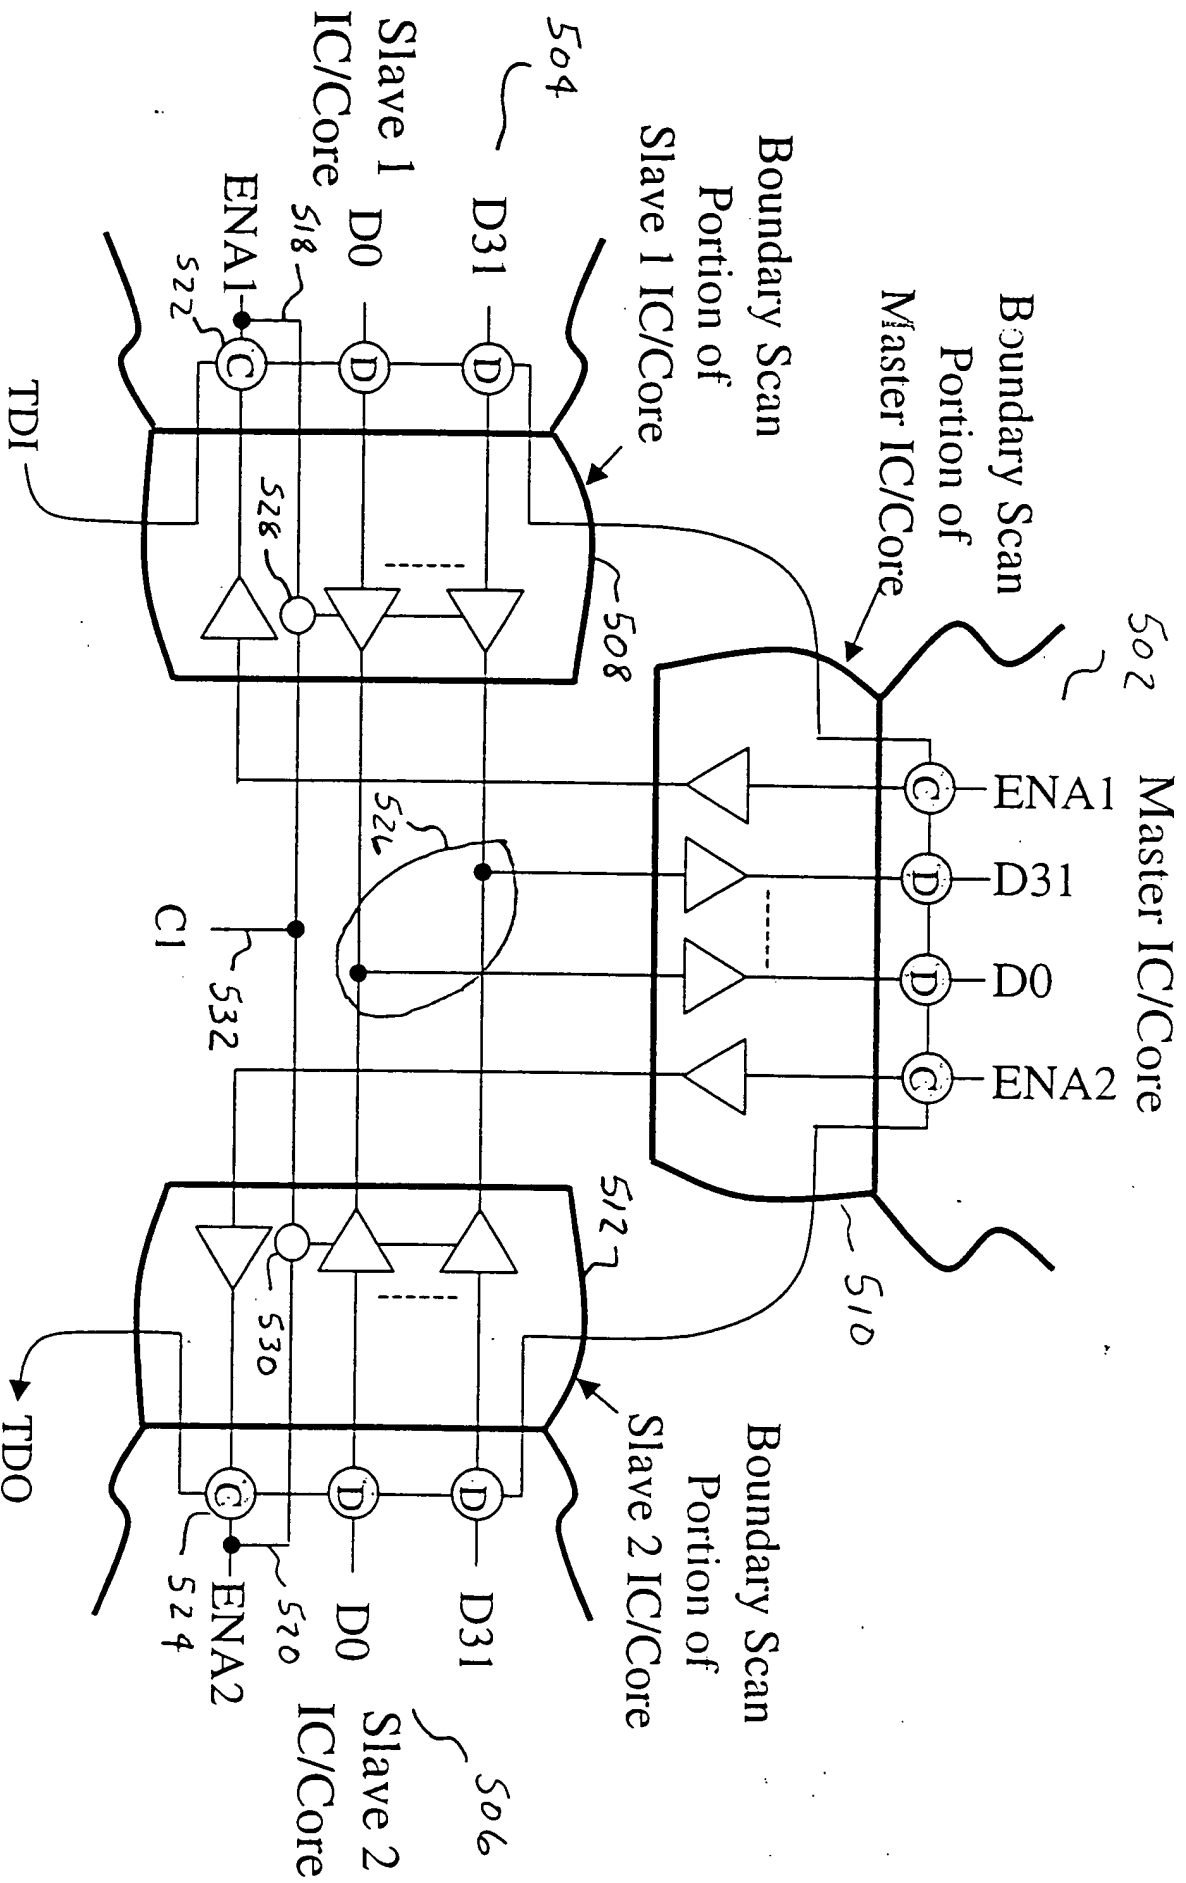 502
Master IC/Core
Boundary Scan
Portion of
Master IC/Core
ENA1
D31
D0
ENA2
C
D
D
C
510
Boundary Scan
Portion of
Slave 1 IC/Core
Boundary Scan
Portion of
Slave 2 IC/Core
504
508
512
506
D31
D
D
D31
526
Slave 1
IC/Core
D0
D
D
D0
Slave 2
IC/Core
518
528
530
520
ENA1
C
C
ENA2
522
532
524
C1
TDI
TDO